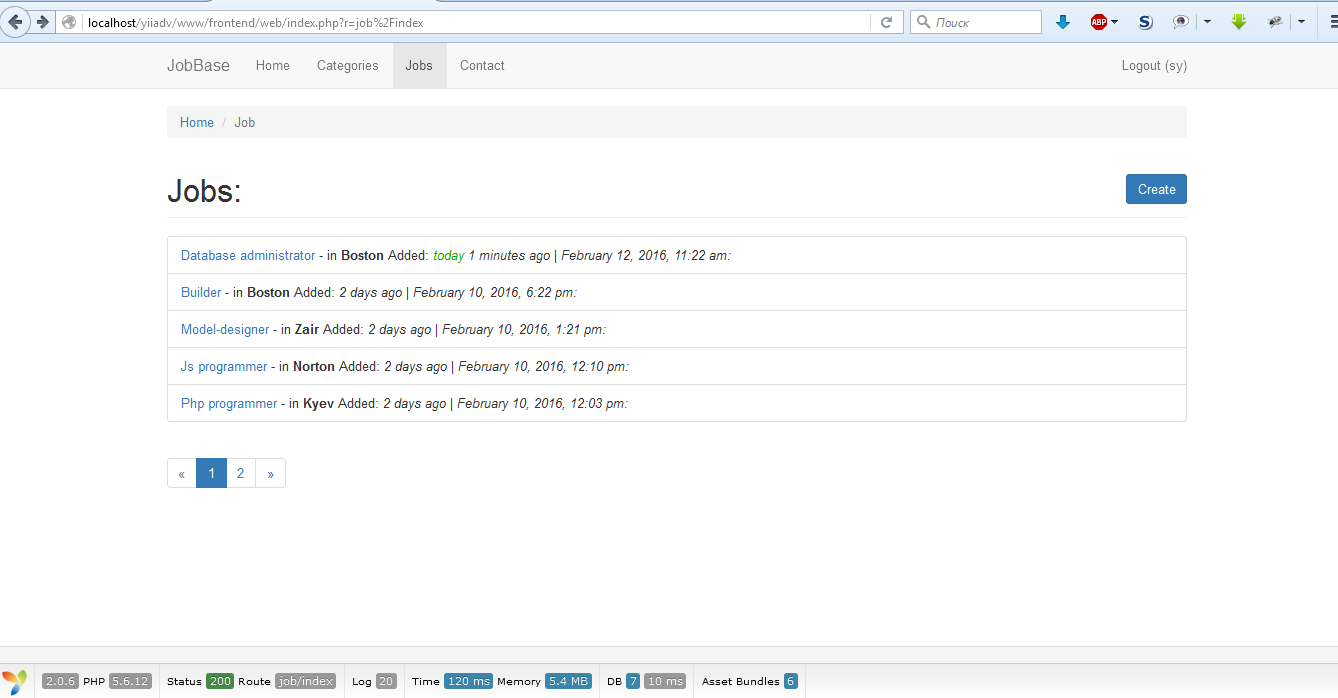 localhost/yiiadv/www/frontend/web/index.php?r=job%2Findex
Поиск
ABP
S
JobBase Home Categories Jobs Contact Logout (sy)
Home / Job
Jobs:
Create
Database administrator - in Boston Added: today 1 minutes ago | February 12, 2016, 11:22 am:
Builder - in Boston Added: 2 days ago | February 10, 2016, 6:22 pm:
Model-designer - in Zair Added: 2 days ago | February 10, 2016, 1:21 pm:
Js programmer - in Norton Added: 2 days ago | February 10, 2016, 12:10 pm:
Php programmer - in Kyev Added: 2 days ago | February 10, 2016, 12:03 pm:
« 1 2 »
2.0.6 PHP 5.6.12 Status 200 Route job/index Log 20 Time 120 ms Memory 5.4 MB DB 7 10 ms Asset Bundles 6